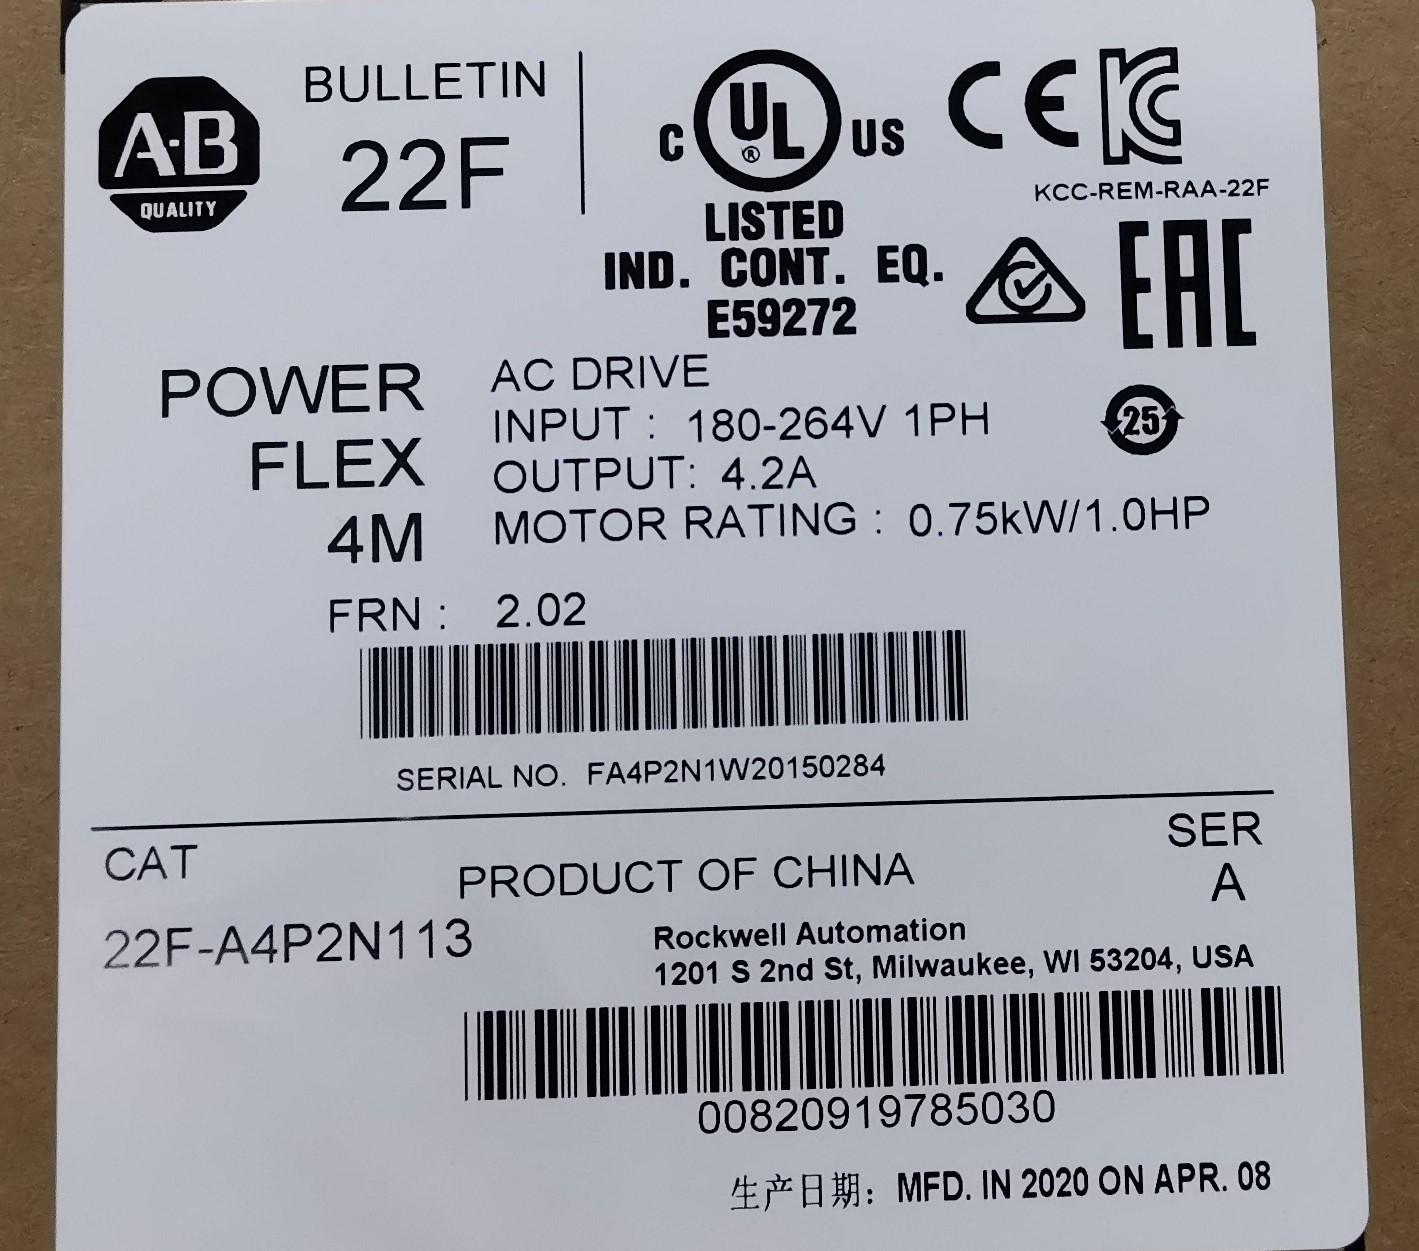 A-B
QUALITY
BULLETIN
22F
C UL ® US
LISTED
IND. CONT. EQ.
E59272
CE
KC
KCC-REM-RAA-22F
EAC
25
POWER
FLEX
4M
AC DRIVE
INPUT : 180-264V 1PH
OUTPUT: 4.2A
MOTOR RATING : 0.75kW/1.0HP
FRN : 2.02
SERIAL NO. FA4P2N1W20150284
CAT
22F-A4P2N113
PRODUCT OF CHINA
SER
A
Rockwell Automation
1201 S 2nd St, Milwaukee, WI 53204, USA
00820919785030
生产日期: MFD. IN 2020 ON APR. 08